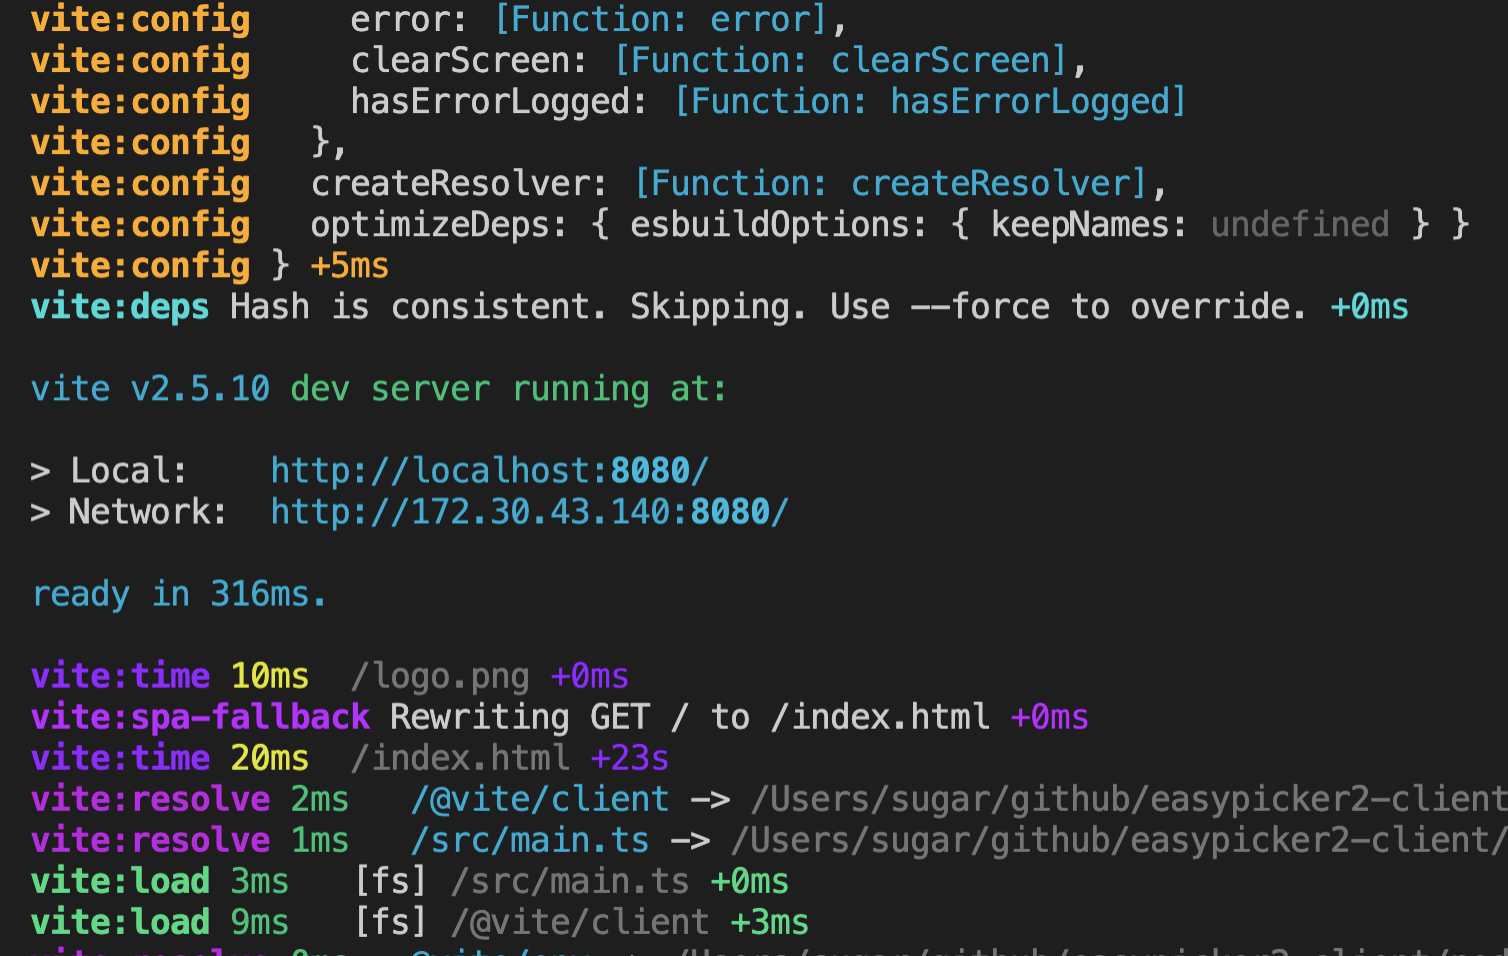 vite:config     error: [Function: error],
vite:config     clearScreen: [Function: clearScreen],
vite:config     hasErrorLogged: [Function: hasErrorLogged]
vite:config   },
vite:config   createResolver: [Function: createResolver],
vite:config   optimizeDeps: { esbuildOptions: { keepNames: undefined } }
vite:config } +5ms
vite:deps Hash is consistent. Skipping. Use --force to override. +0ms
vite v2.5.10 dev server running at:
> Local:    http://localhost:8080/
> Network:  http://172.30.43.140:8080/
ready in 316ms.
vite:time 10ms  /logo.png +0ms
vite:spa-fallback Rewriting GET / to /index.html +0ms
vite:time 20ms  /index.html +23s
vite:resolve 2ms   /@vite/client -> /Users/sugar/github/easypicker2-client
vite:resolve 1ms   /src/main.ts -> /Users/sugar/github/easypicker2-client/
vite:load 3ms   [fs] /src/main.ts +0ms
vite:load 9ms   [fs] /@vite/client +3ms